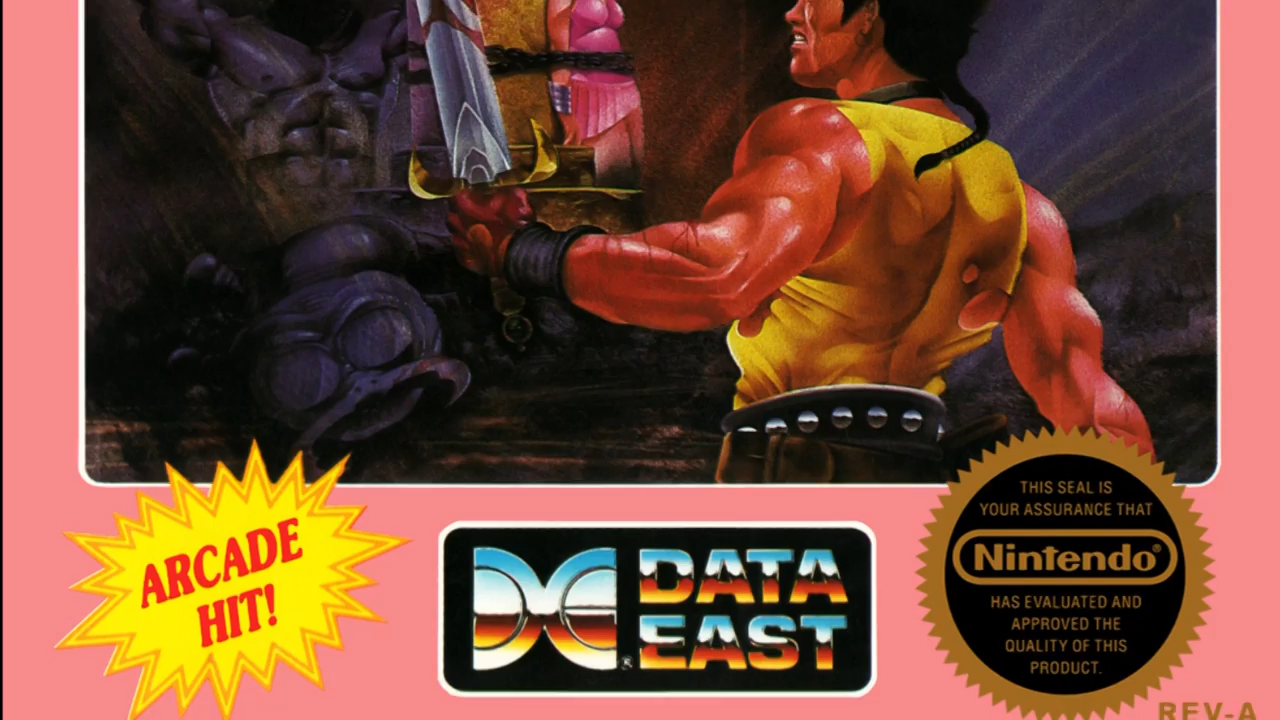 ARCADE
HIT!
DATA
EAST
THIS SEAL IS
YOUR ASSURANCE THAT
Nintendo®
HAS EVALUATED AND
APPROVED THE
QUALITY OF THIS
PRODUCT.
REV-A